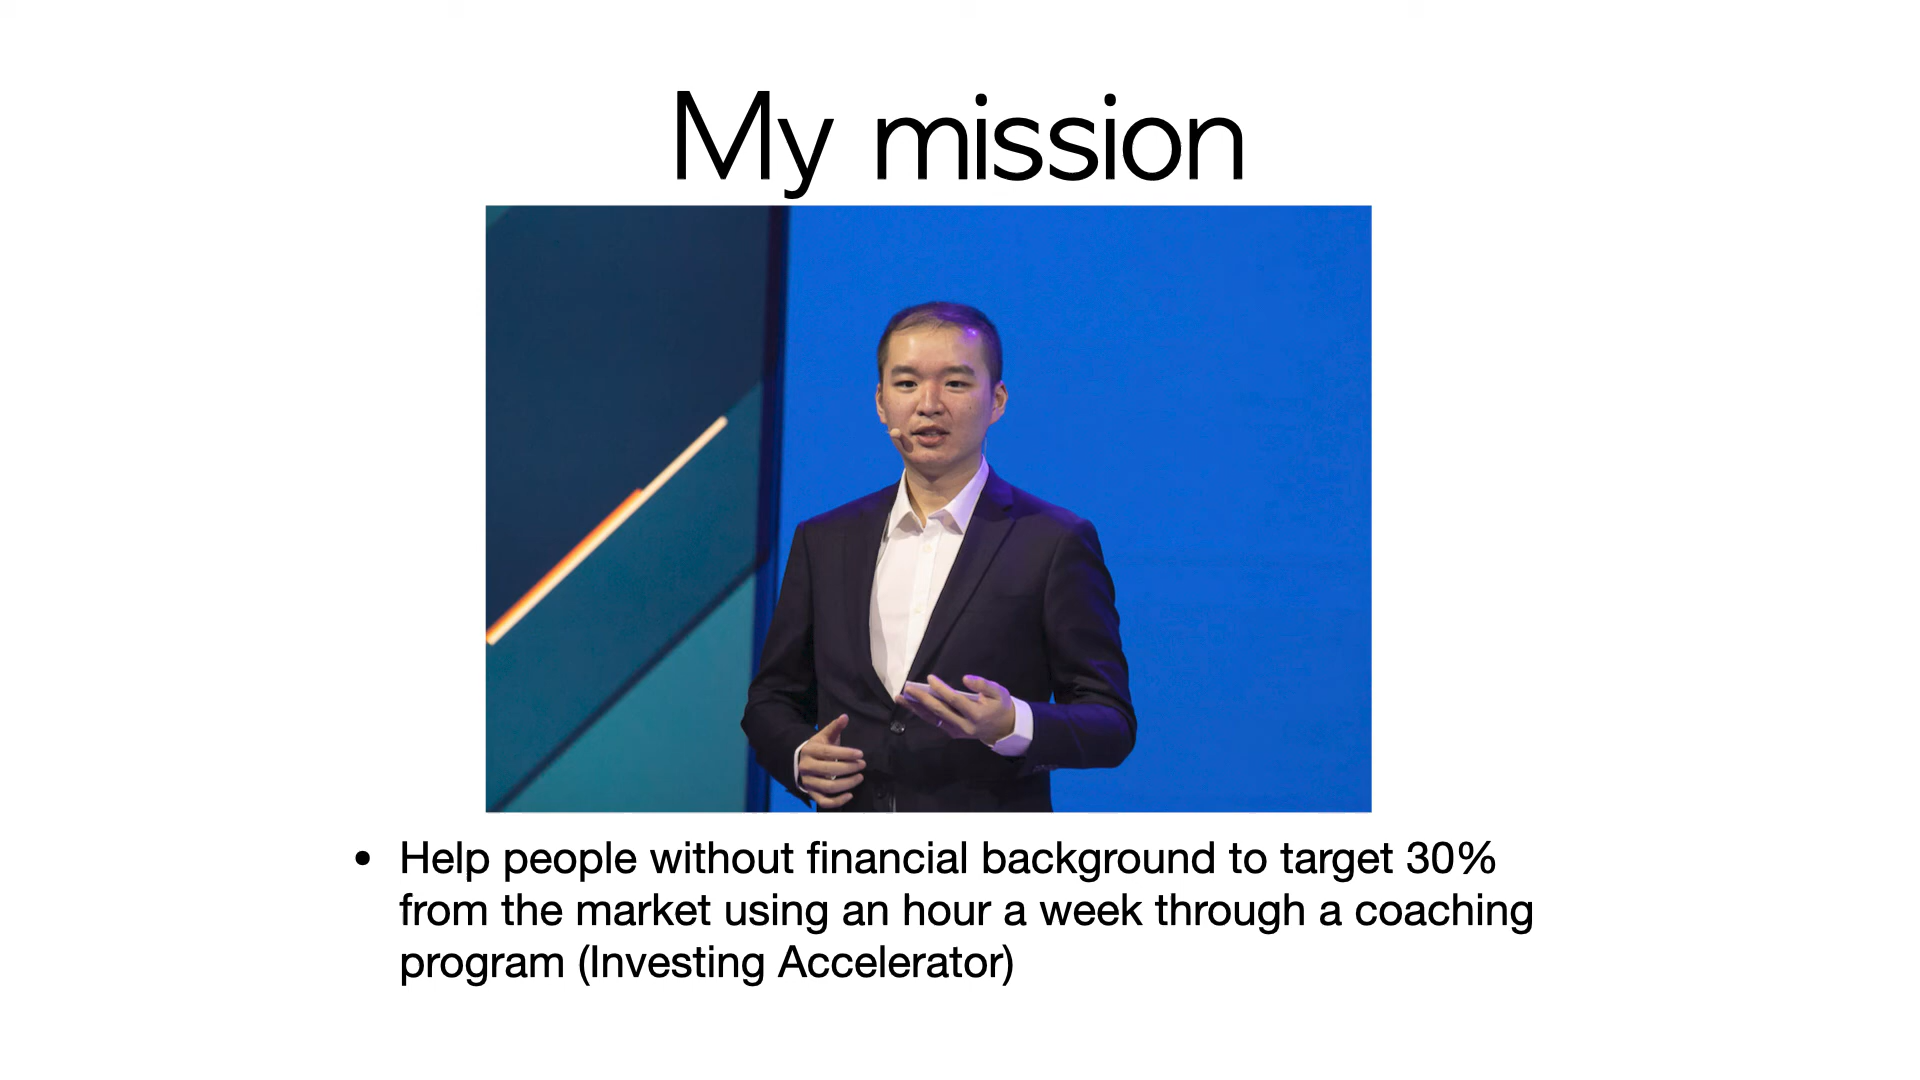 My mission
• Help people without financial background to target 30%
from the market using an hour a week through a coaching
program (Investing Accelerator)